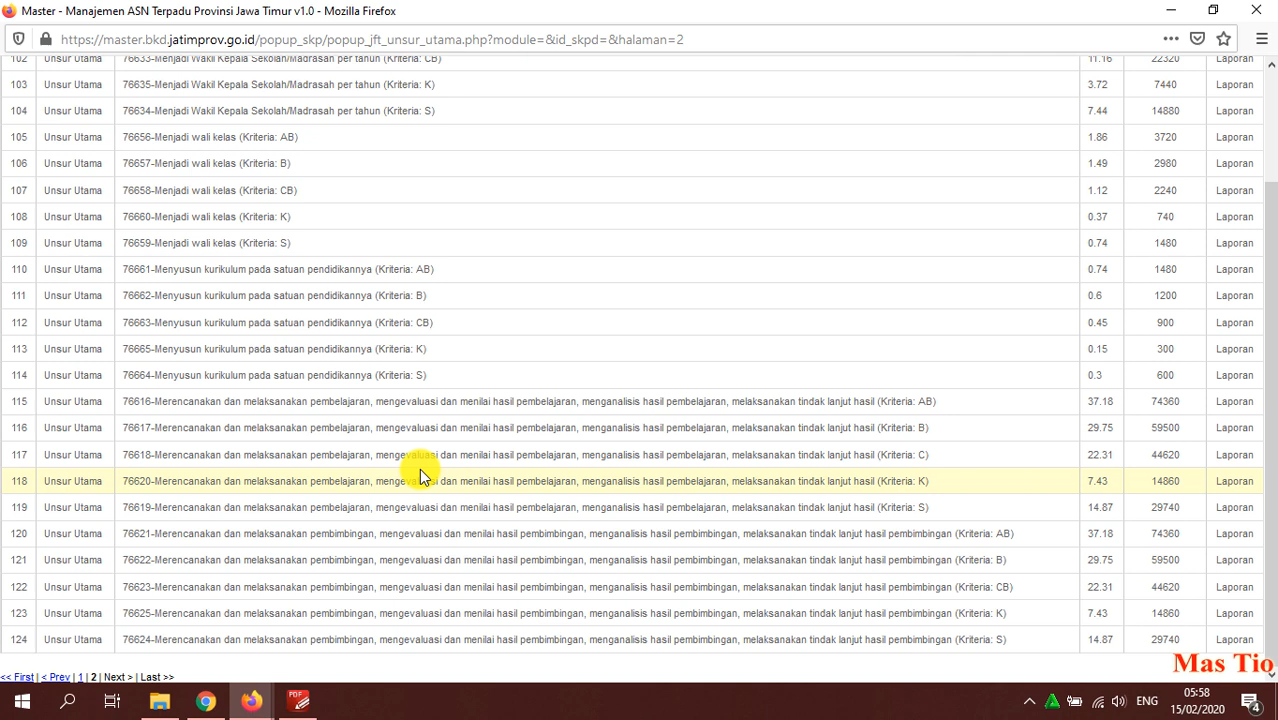 Master - Manajemen ASN Terpadu Provinsi Jawa Timur v1.0 - Mozilla Firefox
https://master.bkd.jatimprov.go.id/popup_skp/popup_jft_unsur_utama.php?module=&id_skpd=&halaman=2
102 Unsur Utama 76633-Menjadi Wakil Kepala Sekolah/Madrasah per tahun (Kriteria: CB) 11.16 22320 Laporan
103 Unsur Utama 76635-Menjadi Wakil Kepala Sekolah/Madrasah per tahun (Kriteria: K) 3.72 7440 Laporan
104 Unsur Utama 76634-Menjadi Wakil Kepala Sekolah/Madrasah per tahun (Kriteria: S) 7.44 14880 Laporan
105 Unsur Utama 76656-Menjadi wali kelas (Kriteria: AB) 1.86 3720 Laporan
106 Unsur Utama 76657-Menjadi wali kelas (Kriteria: B) 1.49 2980 Laporan
107 Unsur Utama 76658-Menjadi wali kelas (Kriteria: CB) 1.12 2240 Laporan
108 Unsur Utama 76660-Menjadi wali kelas (Kriteria: K) 0.37 740 Laporan
109 Unsur Utama 76659-Menjadi wali kelas (Kriteria: S) 0.74 1480 Laporan
110 Unsur Utama 76661-Menyusun kurikulum pada satuan pendidikannya (Kriteria: AB) 0.74 1480 Laporan
111 Unsur Utama 76662-Menyusun kurikulum pada satuan pendidikannya (Kriteria: B) 0.6 1200 Laporan
112 Unsur Utama 76663-Menyusun kurikulum pada satuan pendidikannya (Kriteria: CB) 0.45 900 Laporan
113 Unsur Utama 76665-Menyusun kurikulum pada satuan pendidikannya (Kriteria: K) 0.15 300 Laporan
114 Unsur Utama 76664-Menyusun kurikulum pada satuan pendidikannya (Kriteria: S) 0.3 600 Laporan
115 Unsur Utama 76616-Merencanakan dan melaksanakan pembelajaran, mengevaluasi dan menilai hasil pembelajaran, menganalisis hasil pembelajaran, melaksanakan tindak lanjut hasil (Kriteria: AB) 37.18 74360 Laporan
116 Unsur Utama 76617-Merencanakan dan melaksanakan pembelajaran, mengevaluasi dan menilai hasil pembelajaran, menganalisis hasil pembelajaran, melaksanakan tindak lanjut hasil (Kriteria: B) 29.75 59500 Laporan
117 Unsur Utama 76618-Merencanakan dan melaksanakan pembelajaran, mengevaluasi dan menilai hasil pembelajaran, menganalisis hasil pembelajaran, melaksanakan tindak lanjut hasil (Kriteria: C) 22.31 44620 Laporan
118 Unsur Utama 76620-Merencanakan dan melaksanakan pembelajaran, mengevaluasi dan menilai hasil pembelajaran, menganalisis hasil pembelajaran, melaksanakan tindak lanjut hasil (Kriteria: K) 7.43 14860 Laporan
119 Unsur Utama 76619-Merencanakan dan melaksanakan pembelajaran, mengevaluasi dan menilai hasil pembelajaran, menganalisis hasil pembelajaran, melaksanakan tindak lanjut hasil (Kriteria: S) 14.87 29740 Laporan
120 Unsur Utama 76621-Merencanakan dan melaksanakan pembimbingan, mengevaluasi dan menilai hasil pembimbingan, menganalisis hasil pembimbingan, melaksanakan tindak lanjut hasil pembimbingan (Kriteria: AB) 37.18 74360 Laporan
121 Unsur Utama 76622-Merencanakan dan melaksanakan pembimbingan, mengevaluasi dan menilai hasil pembimbingan, menganalisis hasil pembimbingan, melaksanakan tindak lanjut hasil pembimbingan (Kriteria: B) 29.75 59500 Laporan
122 Unsur Utama 76623-Merencanakan dan melaksanakan pembimbingan, mengevaluasi dan menilai hasil pembimbingan, menganalisis hasil pembimbingan, melaksanakan tindak lanjut hasil pembimbingan (Kriteria: CB) 22.31 44620 Laporan
123 Unsur Utama 76625-Merencanakan dan melaksanakan pembimbingan, mengevaluasi dan menilai hasil pembimbingan, menganalisis hasil pembimbingan, melaksanakan tindak lanjut hasil pembimbingan (Kriteria: K) 7.43 14860 Laporan
124 Unsur Utama 76624-Merencanakan dan melaksanakan pembimbingan, mengevaluasi dan menilai hasil pembimbingan, menganalisis hasil pembimbingan, melaksanakan tindak lanjut hasil pembimbingan (Kriteria: S) 14.87 29740 Laporan
Mas Tio
<< First | < Prev | 1 | 2 | Next > | Last >>
PDF
ENG
05:58
15/02/2020
4